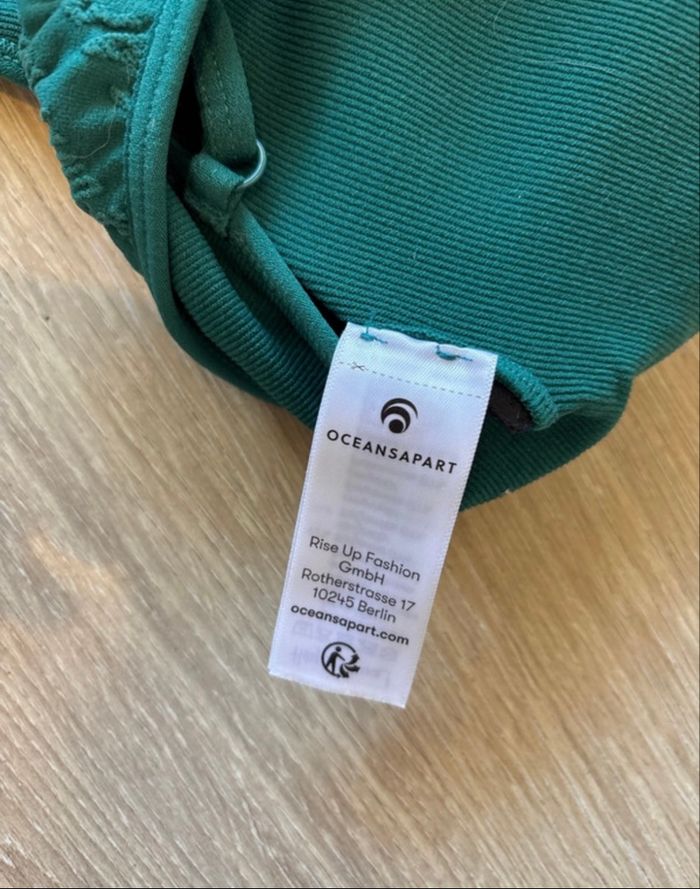 OCEANSAPART
Rise Up Fashion
GmbH
Rotherstrasse 17
10245 Berlin
oceansapart.com